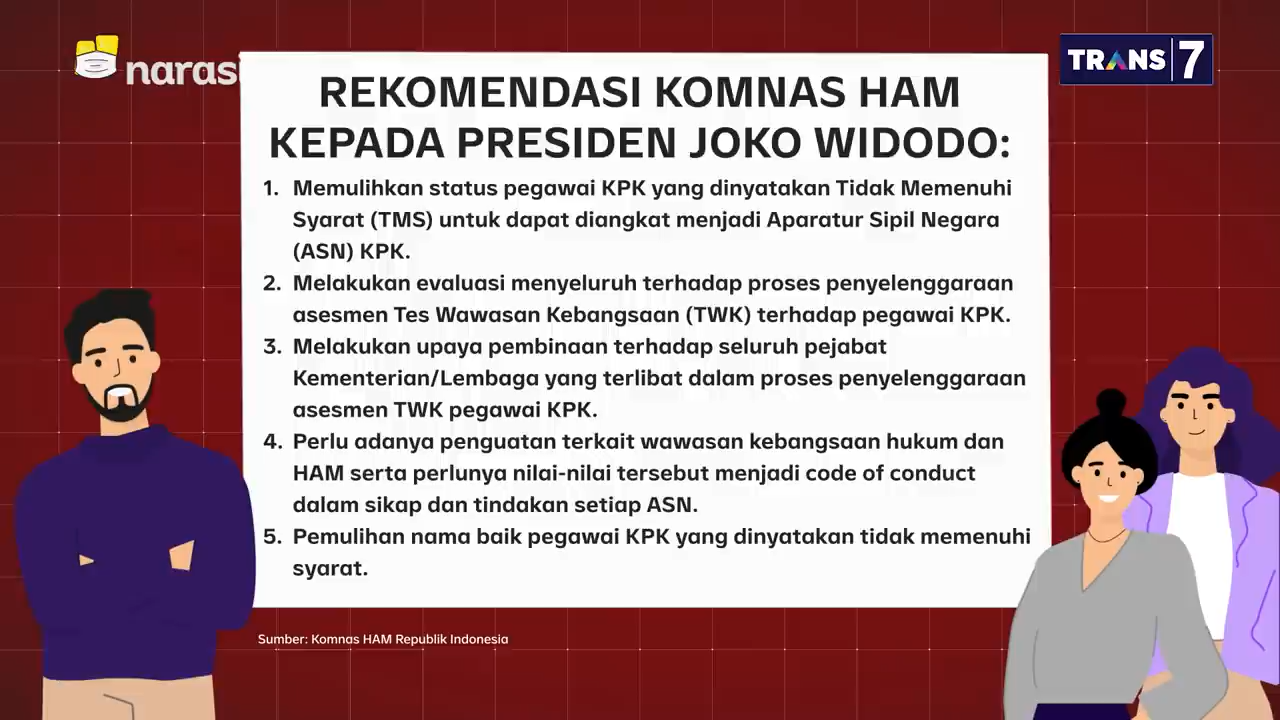 narasi
TRANS 7
REKOMENDASI KOMNAS HAM
KEPADA PRESIDEN JOKO WIDODO:
1. Memulihkan status pegawai KPK yang dinyatakan Tidak Memenuhi
Syarat (TMS) untuk dapat diangkat menjadi Aparatur Sipil Negara
(ASN) KPK.
2. Melakukan evaluasi menyeluruh terhadap proses penyelenggaraan
asesmen Tes Wawasan Kebangsaan (TWK) terhadap pegawai KPK.
3. Melakukan upaya pembinaan terhadap seluruh pejabat
Kementerian/Lembaga yang terlibat dalam proses penyelenggaraan
asesmen TWK pegawai KPK.
4. Perlu adanya penguatan terkait wawasan kebangsaan hukum dan
HAM serta perlunya nilai-nilai tersebut menjadi code of conduct
dalam sikap dan tindakan setiap ASN.
5. Pemulihan nama baik pegawai KPK yang dinyatakan tidak memenuhi
syarat.
Sumber: Komnas HAM Republik Indonesia